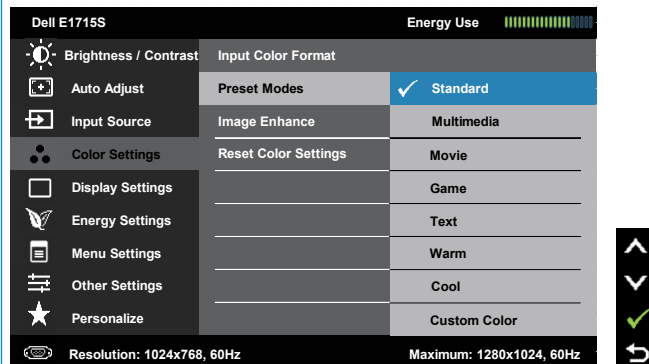 Dell E1715S Energy Use
Brightness / Contrast Input Color Format
Auto Adjust Preset Modes Standard
Input Source Image Enhance Multimedia
Color Settings Reset Color Settings Movie
Display Settings Game
Energy Settings Text
Menu Settings Warm
Other Settings Cool
Personalize Custom Color
Resolution: 1024x768, 60Hz Maximum: 1280x1024, 60Hz